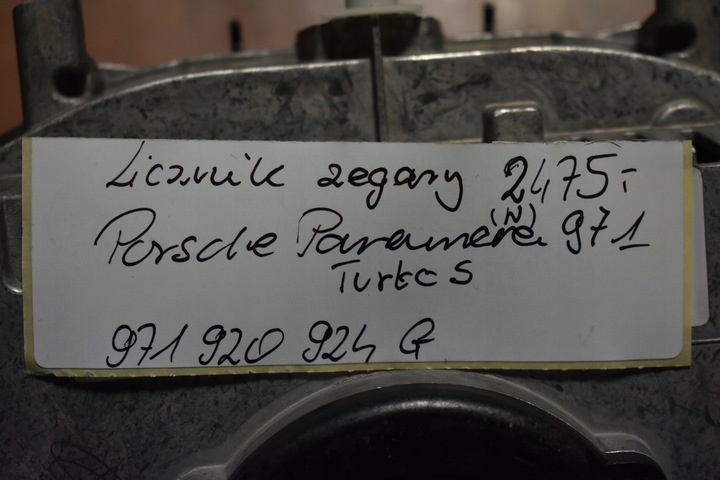 Licznik zegary 2475,-
(N)
Porsche Panamera 971
Turbo S
971 920 924 G